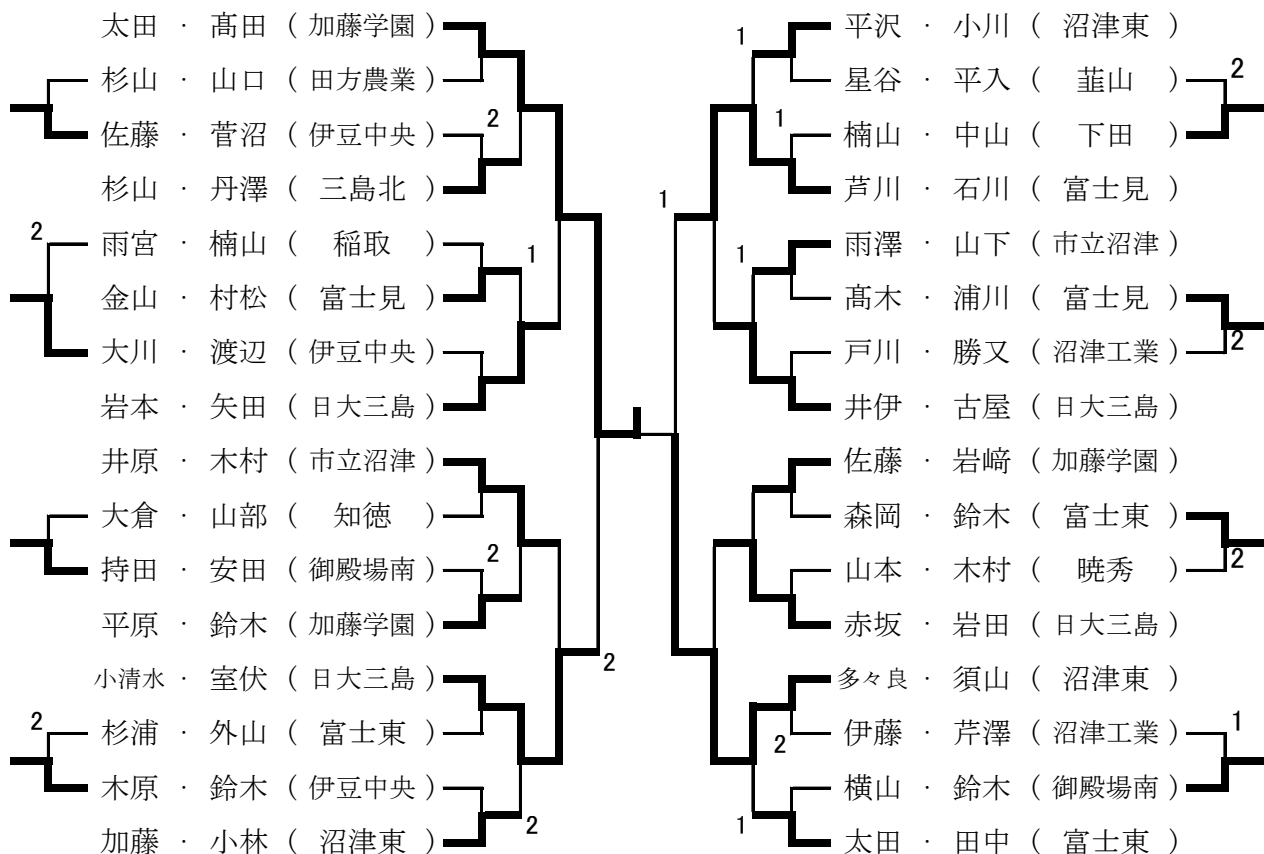 太田 ・ 髙田 ( 加藤学園 )
杉山 ・ 山口 ( 田方農業 )
2
佐藤 ・ 菅沼 ( 伊豆中央 )
杉山 ・ 丹澤 ( 三島北 )
2
雨宮 ・ 楠山 ( 稲取 )
1
金山 ・ 村松 ( 富士見 )
大川 ・ 渡辺 ( 伊豆中央 )
岩本 ・ 矢田 ( 日大三島 )
井原 ・ 木村 ( 市立沼津 )
大倉 ・ 山部 ( 知徳 )
2
持田 ・ 安田 ( 御殿場南 )
平原 ・ 鈴木 ( 加藤学園 )
2
小清水 ・ 室伏 ( 日大三島 )
2
杉浦 ・ 外山 ( 富士東 )
木原 ・ 鈴木 ( 伊豆中央 )
2
加藤 ・ 小林 ( 沼津東 )
1
平沢 ・ 小川 ( 沼津東 )
星谷 ・ 平入 ( 韮山 )
2
1
楠山 ・ 中山 ( 下田 )
芦川 ・ 石川 ( 富士見 )
1
1
雨澤 ・ 山下 ( 市立沼津 )
髙木 ・ 浦川 ( 富士見 )
戸川 ・ 勝又 ( 沼津工業 )
2
井伊 ・ 古屋 ( 日大三島 )
佐藤 ・ 岩﨑 ( 加藤学園 )
森岡 ・ 鈴木 ( 富士東 )
山本 ・ 木村 ( 暁秀 )
2
赤坂 ・ 岩田 ( 日大三島 )
多々良 ・ 須山 ( 沼津東 )
2
伊藤 ・ 芹澤 ( 沼津工業 )
1
横山 ・ 鈴木 ( 御殿場南 )
1
太田 ・ 田中 ( 富士東 )